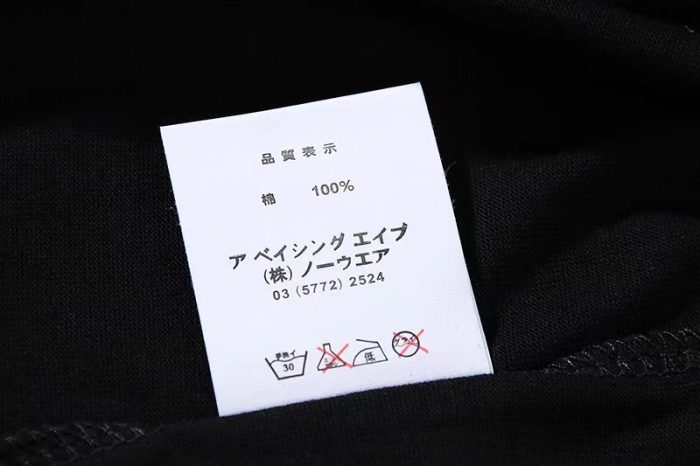 品質表示
棉 100%
ア ベイシング エイプ
(株) ノーウエア
03 (5772) 2524
手洗イ
30
低